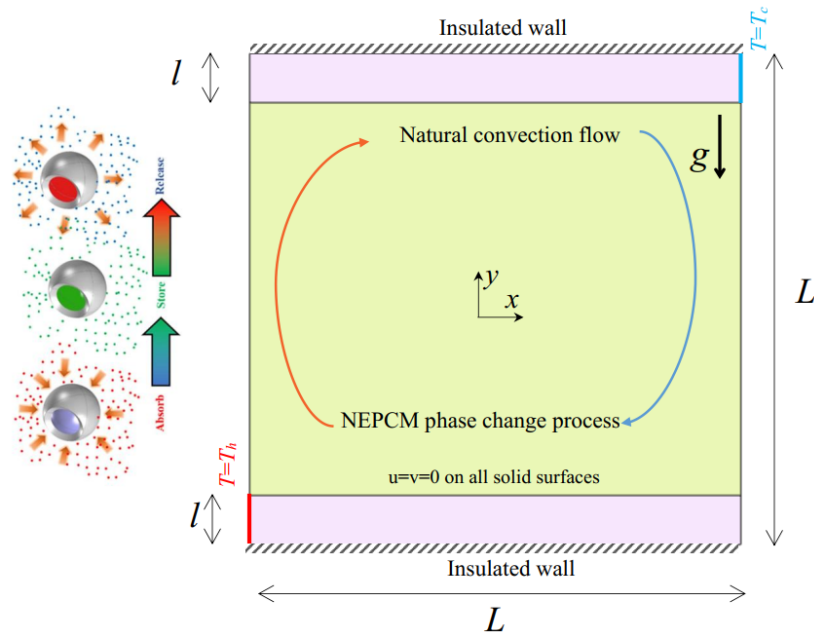 Insulated wall
T=T_c
l
Natural convection flow
g
Release
Store
Absorb
y
x
L
NEPCM phase change process
T=T_h
u=v=0 on all solid surfaces
l
Insulated wall
L